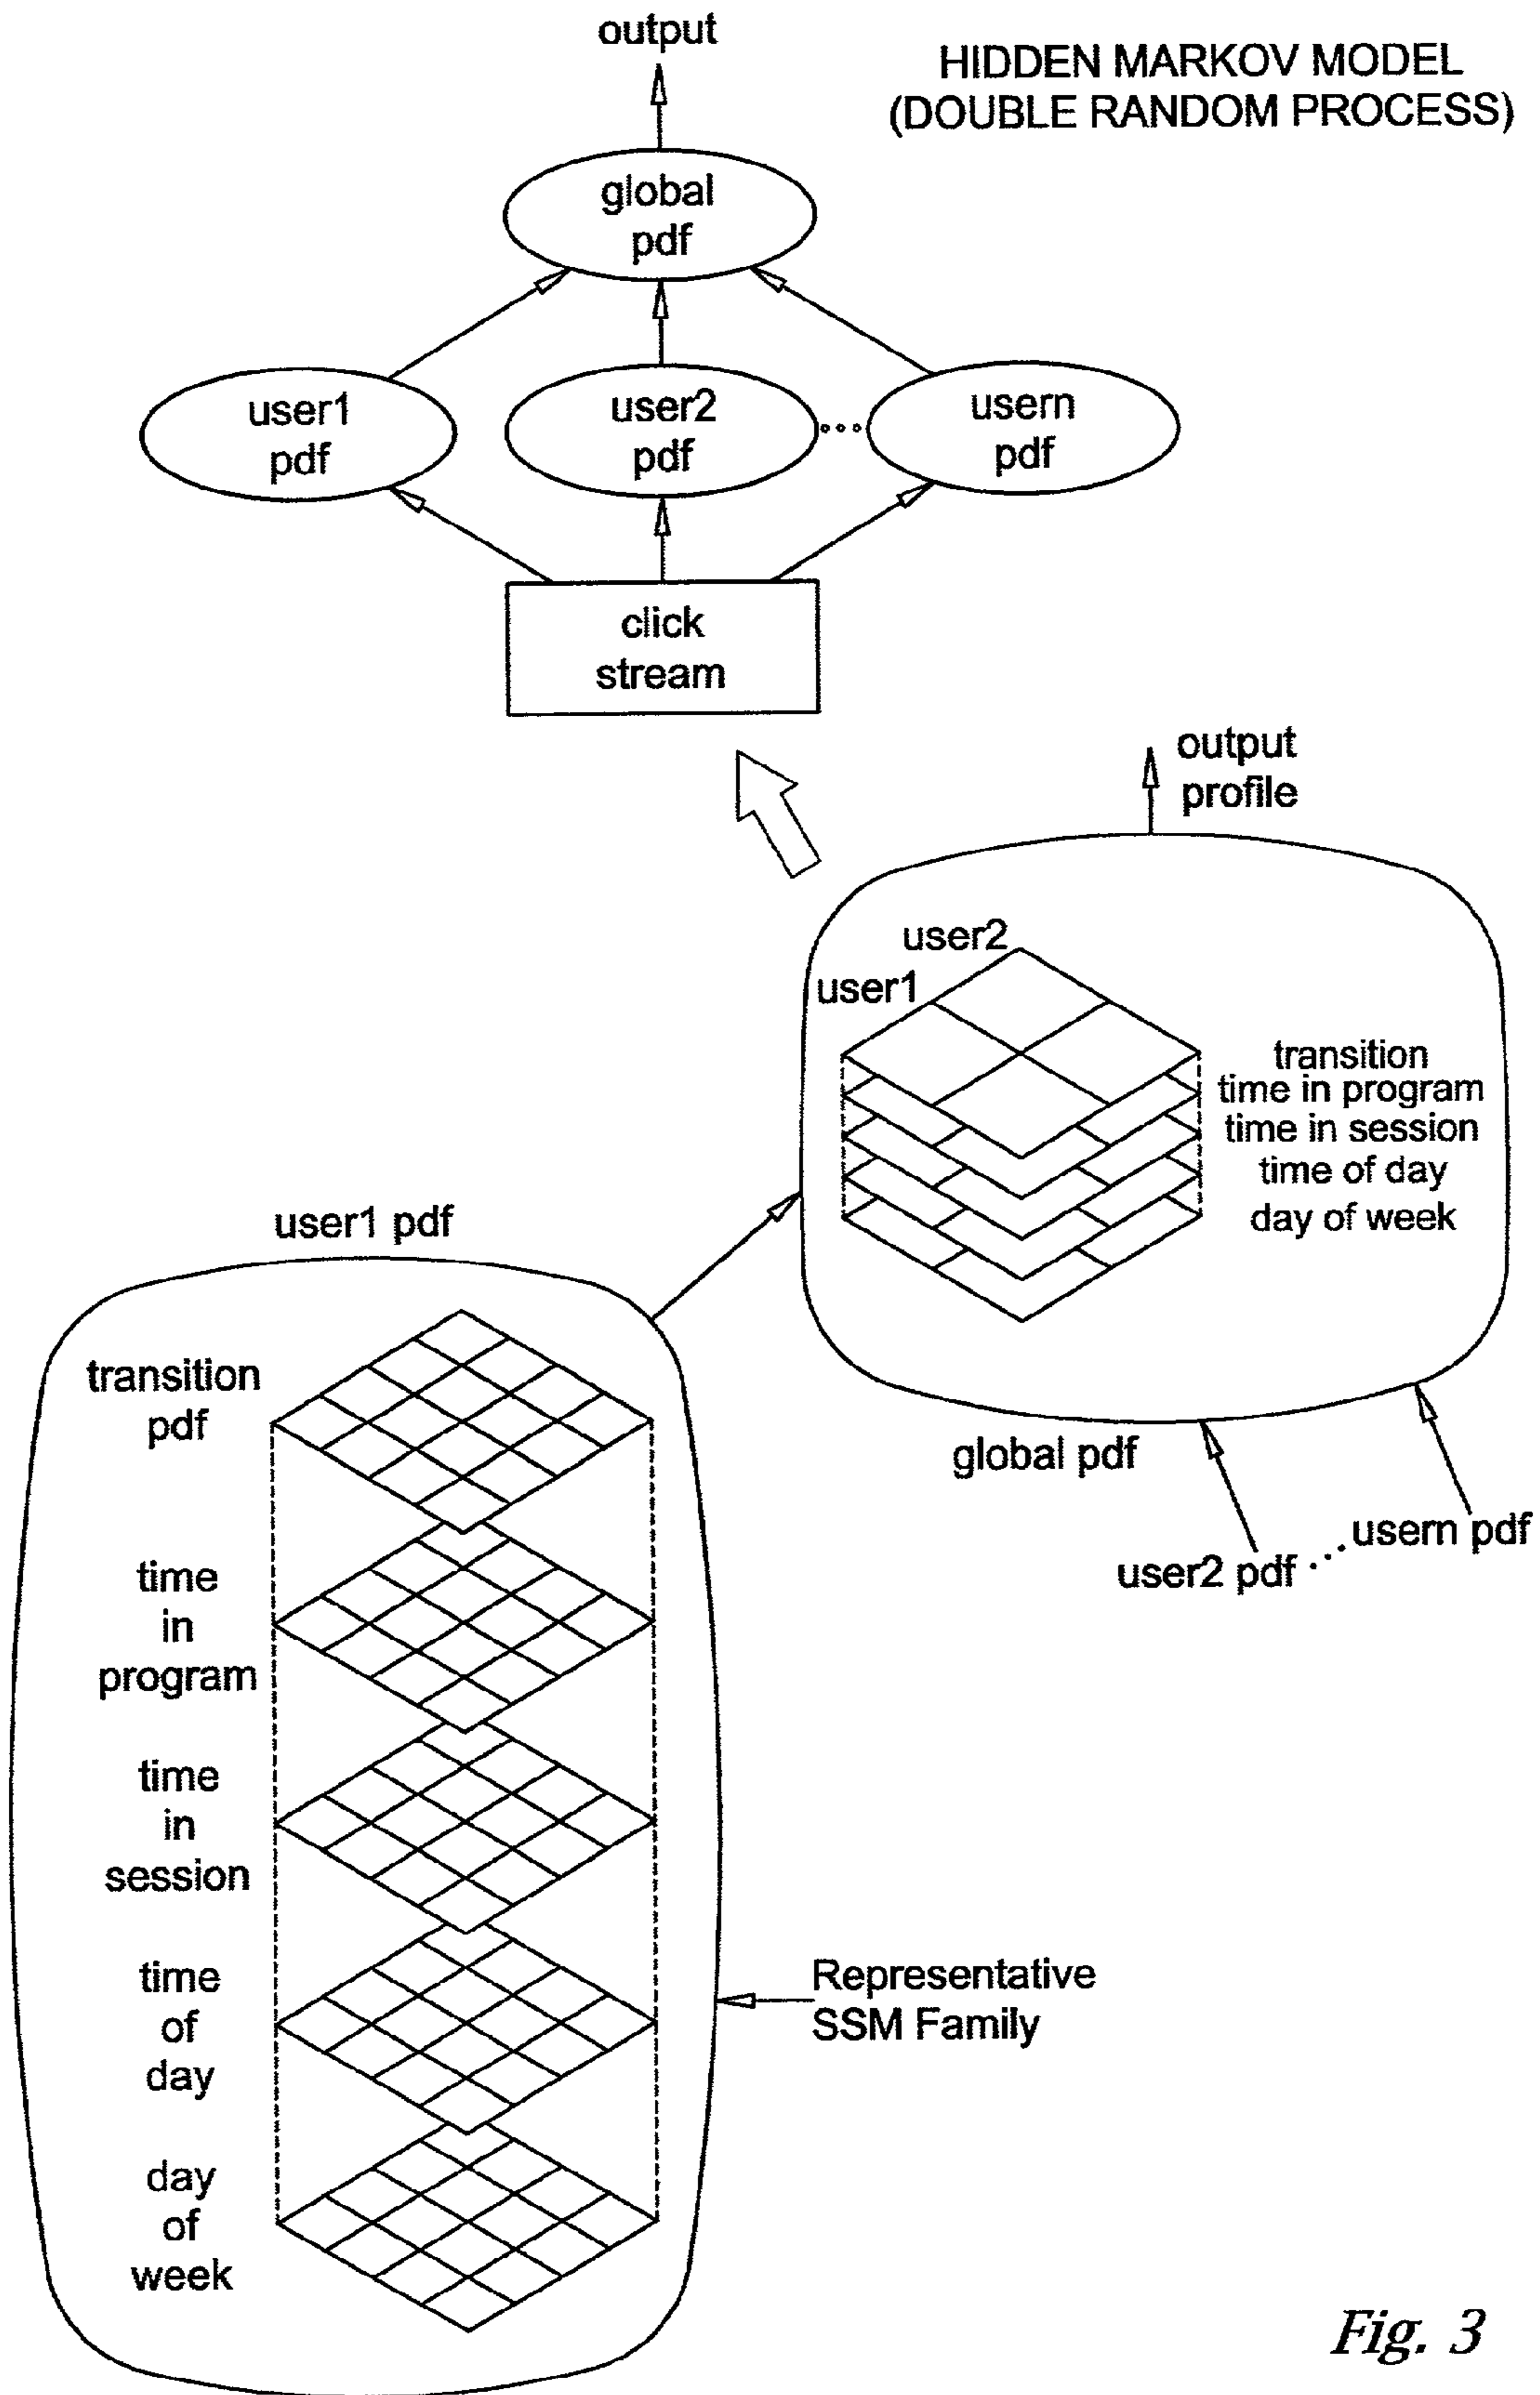 output
HIDDEN MARKOV MODEL
(DOUBLE RANDOM PROCESS)
global
pdf
user1
pdf
user2
pdf
usern
pdf
click
stream
output
profile
user2
user1
transition
time in program
time in session
time of day
day of week
user1 pdf
global pdf
usern pdf
user2 pdf
transition
pdf
time
in
program
time
in
session
time
of
day
Representative
SSM Family
day
of
week
Fig. 3